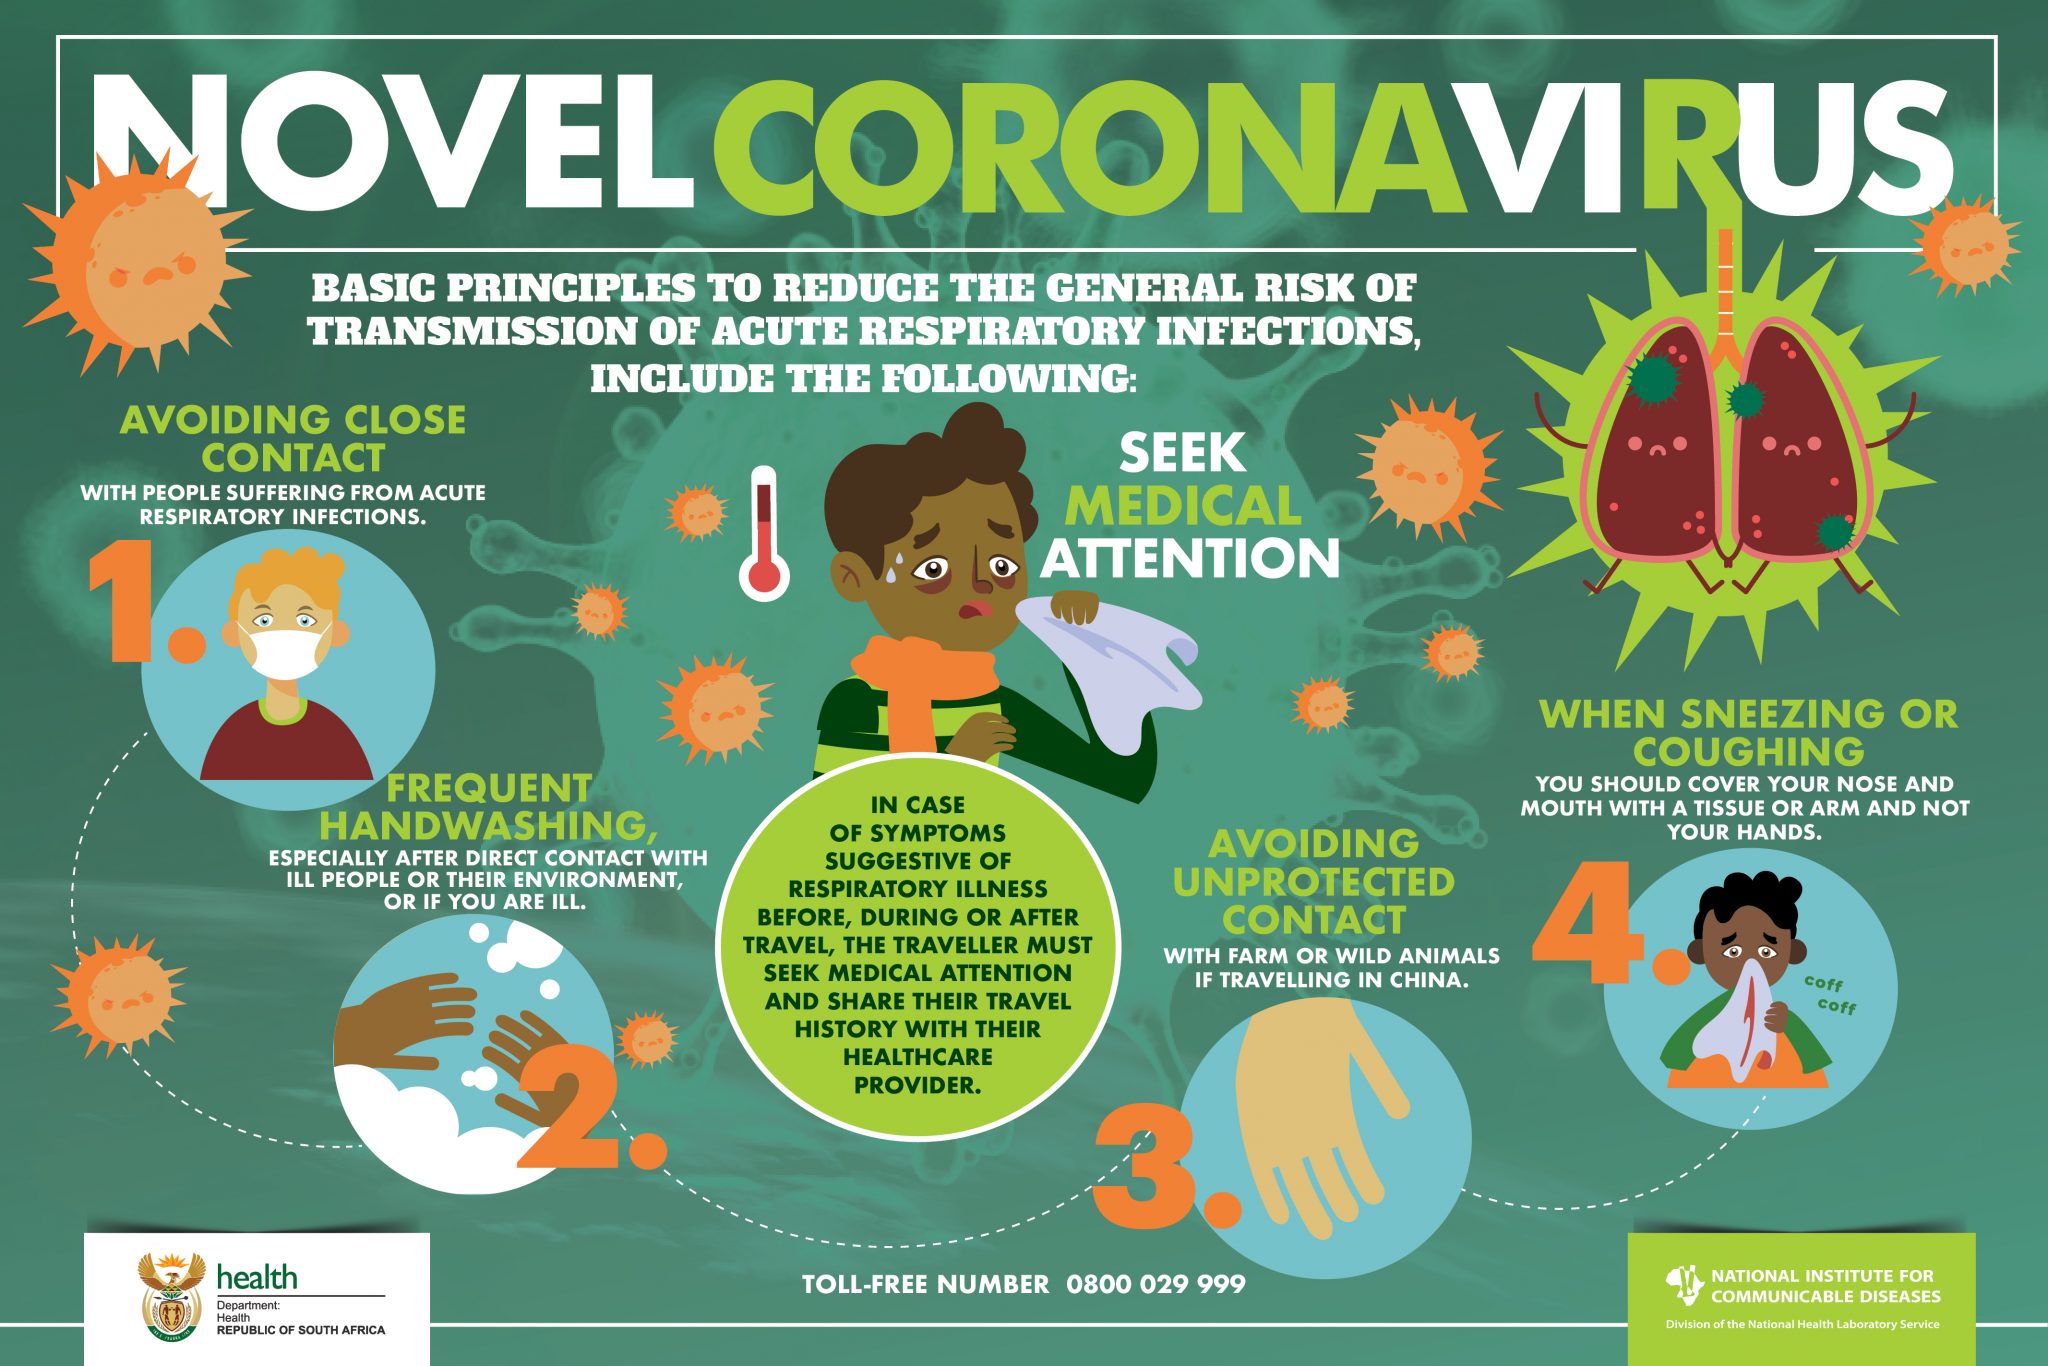 NOVEL CORONAVIRUS
BASIC PRINCIPLES TO REDUCE THE GENERAL RISK OF
TRANSMISSION OF ACUTE RESPIRATORY INFECTIONS,
INCLUDE THE FOLLOWING:
AVOIDING CLOSE
CONTACT
WITH PEOPLE SUFFERING FROM ACUTE
RESPIRATORY INFECTIONS.
1.
FREQUENT
HANDWASHING,
ESPECIALLY AFTER DIRECT CONTACT WITH
ILL PEOPLE OR THEIR ENVIRONMENT,
OR IF YOU ARE ILL.
2.
SEEK
MEDICAL
ATTENTION
IN CASE
OF SYMPTOMS
SUGGESTIVE OF
RESPIRATORY ILLNESS
BEFORE, DURING OR AFTER
TRAVEL, THE TRAVELLER MUST
SEEK MEDICAL ATTENTION
AND SHARE THEIR TRAVEL
HISTORY WITH THEIR
HEALTHCARE
PROVIDER.
AVOIDING
UNPROTECTED
CONTACT
WITH FARM OR WILD ANIMALS
IF TRAVELLING IN CHINA.
3.
WHEN SNEEZING OR
COUGHING
YOU SHOULD COVER YOUR NOSE AND
MOUTH WITH A TISSUE OR ARM AND NOT
YOUR HANDS.
4.
coff
coff
health
Department:
Health
REPUBLIC OF SOUTH AFRICA
TOLL-FREE NUMBER 0800 029 999
NATIONAL INSTITUTE FOR
COMMUNICABLE DISEASES
Division of the National Health Laboratory Service